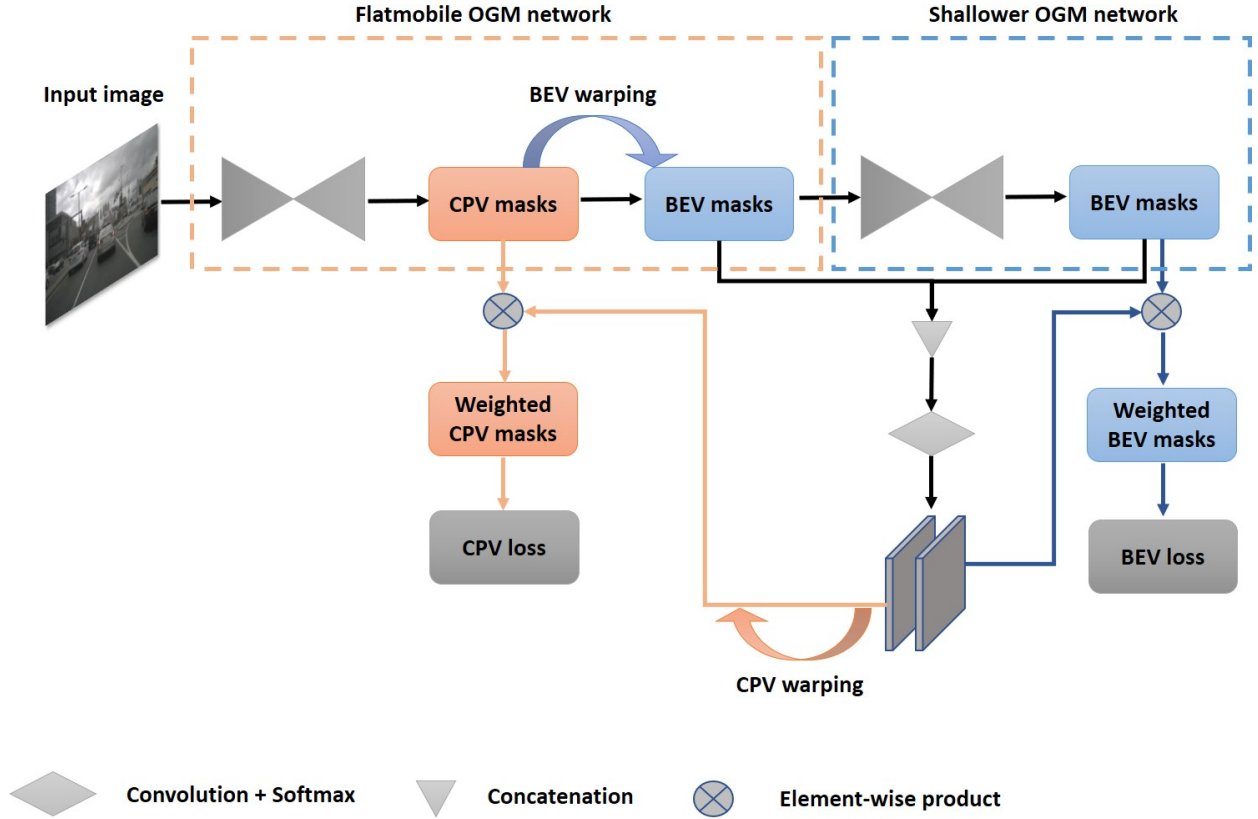 Flatmobile OGM network
Shallower OGM network
Input image
BEV warping
CPV masks
BEV masks
BEV masks
Weighted
CPV masks
Weighted
BEV masks
CPV loss
BEV loss
CPV warping
Convolution + Softmax
Concatenation
Element-wise product